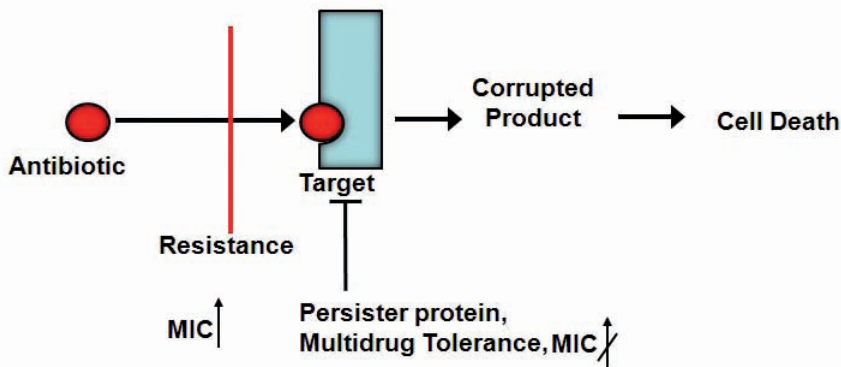 Antibiotic
Target
Corrupted
Product
Cell Death
Resistance
MIC
Persister protein,
Multidrug Tolerance, MIC